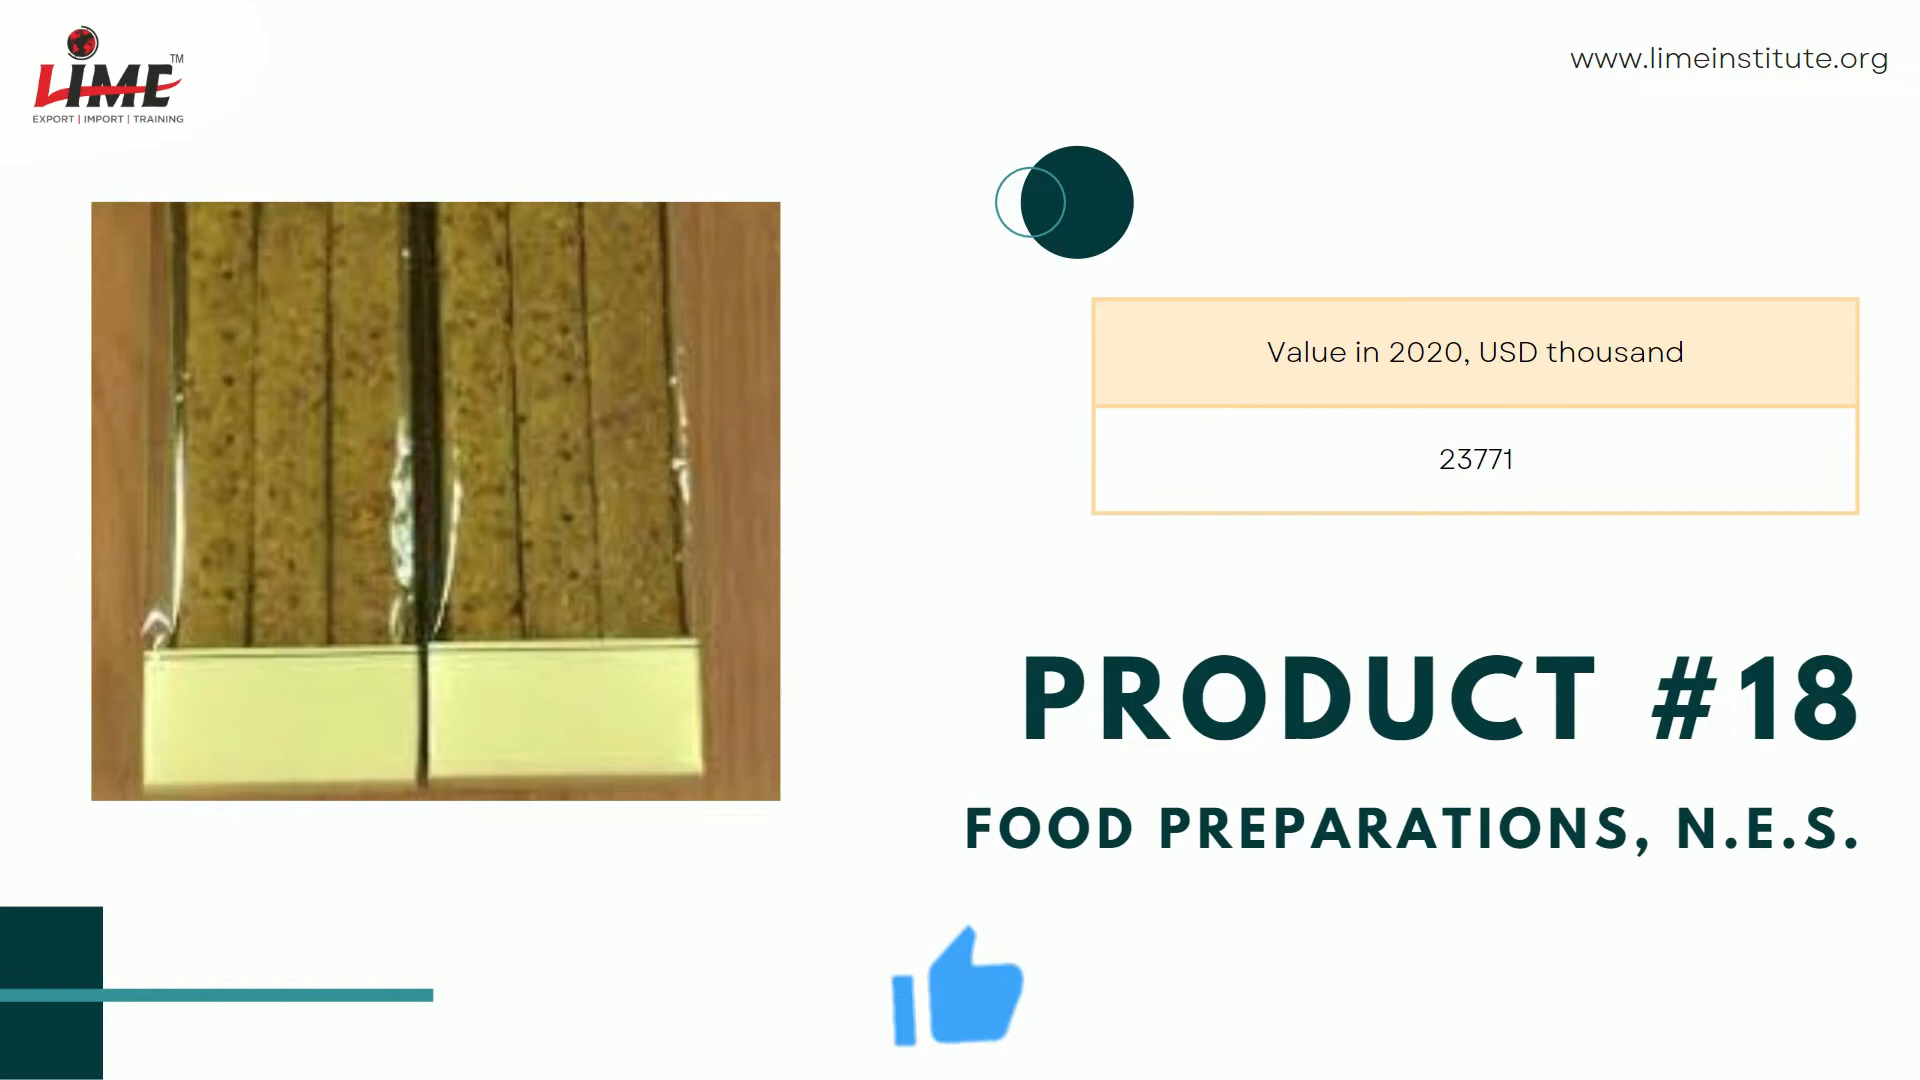 LIME TM
EXPORT | IMPORT | TRAINING
www.limeinstitute.org
Value in 2020, USD thousand
23771
PRODUCT #18
FOOD PREPARATIONS, N.E.S.